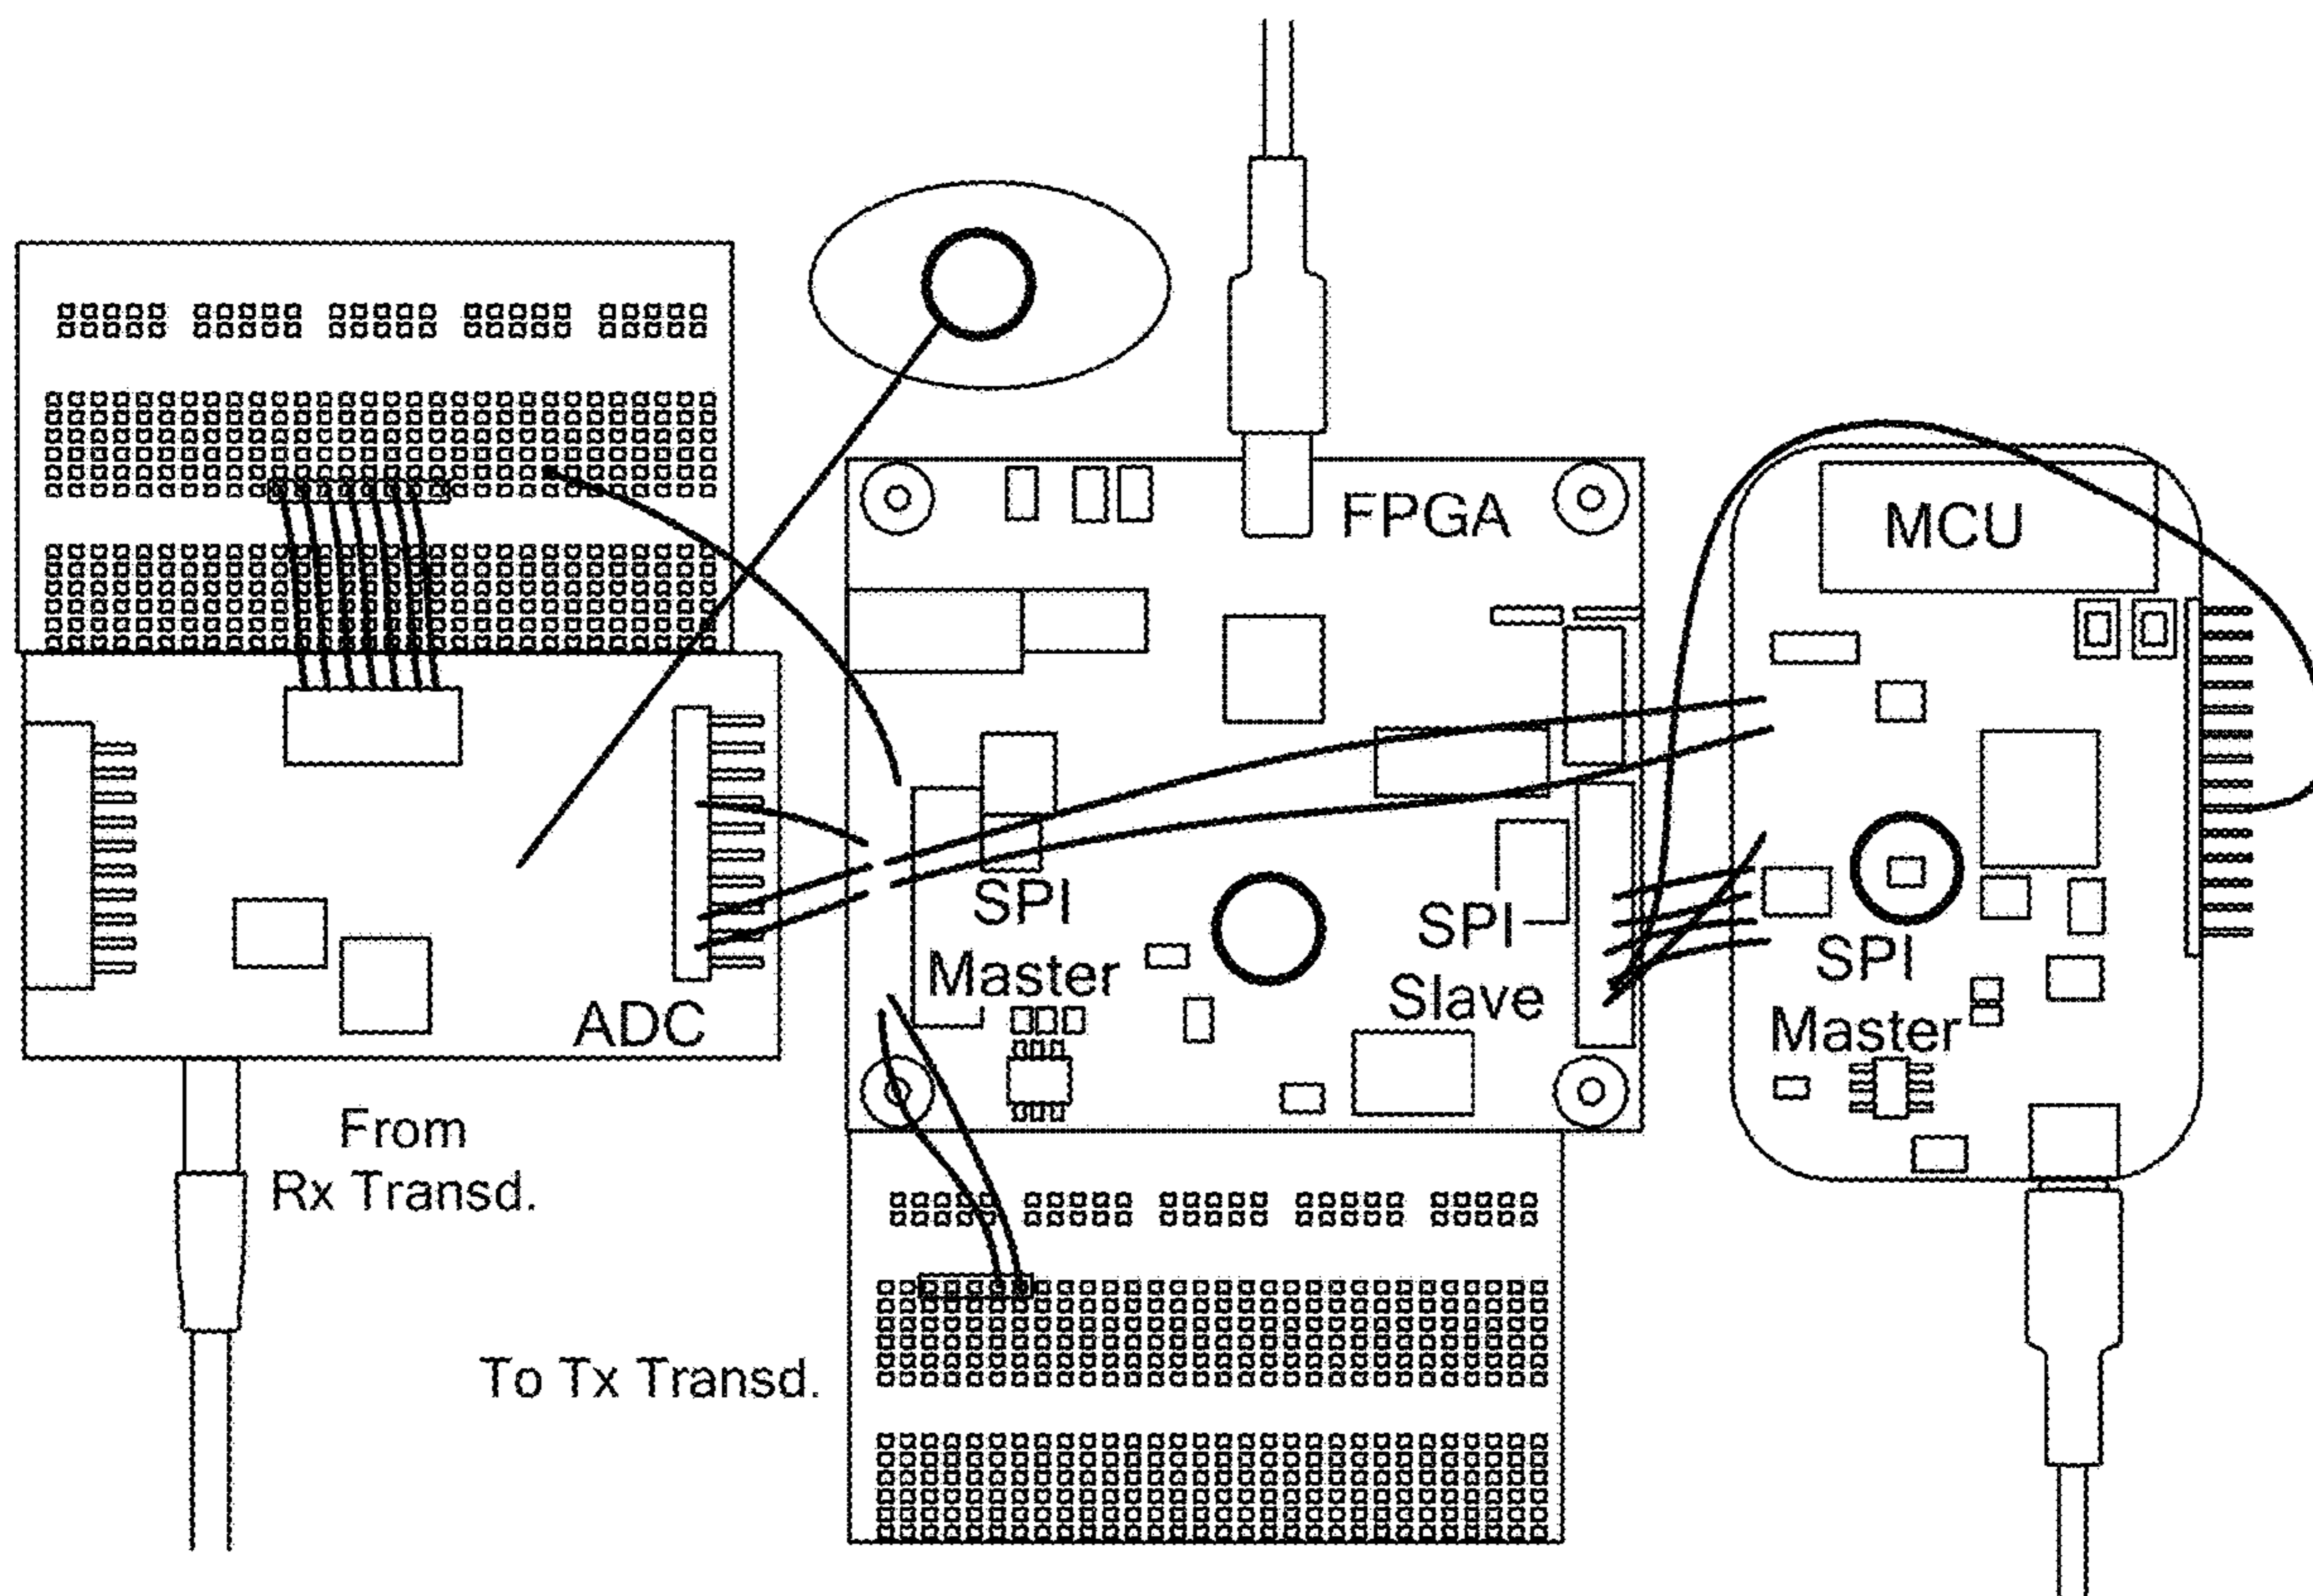 FPGA
MCU
SPI
Master
SPI
Slave
SPI
Master
ADC
From
Rx Transd.
To Tx Transd.